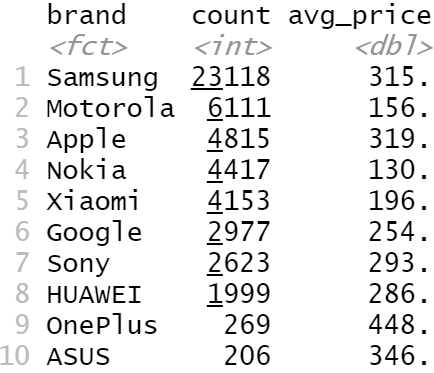 brand count avg_price
<fct> <int> <dbl>
1 Samsung 23118 315.
2 Motorola 6111 156.
3 Apple 4815 319.
4 Nokia 4417 130.
5 Xiaomi 4153 196.
6 Google 2977 254.
7 Sony 2623 293.
8 HUAWEI 1999 286.
9 OnePlus 269 448.
10 ASUS 206 346.